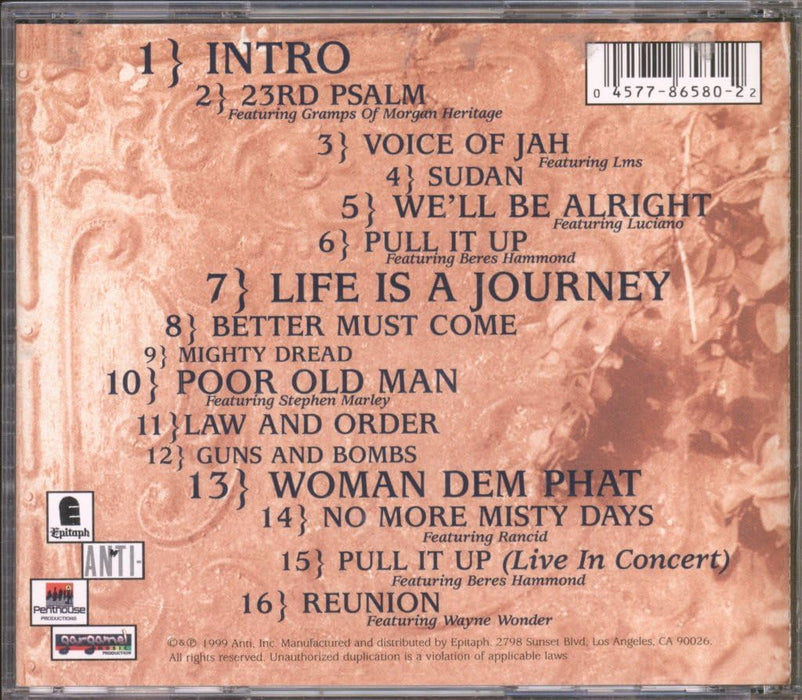 1} INTRO
2} 23RD PSALM
Featuring Gramps Of Morgan Heritage
3} VOICE OF JAH
Featuring Lms
4} SUDAN
5} WE'LL BE ALRIGHT
Featuring Luciano
6} PULL IT UP
Featuring Beres Hammond
7} LIFE IS A JOURNEY
8} BETTER MUST COME
9} MIGHTY DREAD
10} POOR OLD MAN
Featuring Stephen Marley
11} LAW AND ORDER
12} GUNS AND BOMBS
13} WOMAN DEM PHAT
14} NO MORE MISTY DAYS
Featuring Rancid
15} PULL IT UP (Live In Concert)
Featuring Beres Hammond
16} REUNION
Featuring Wayne Wonder
0 4577-86580-2 2
Epitaph
ANTI-
Penthouse
PRODUCTIONS
gargamel
MUSIC
PRODUCTION
©&℗ 1999 Anti, Inc. Manufactured and distributed by Epitaph. 2798 Sunset Blvd, Los Angeles, CA 90026.
All rights reserved. Unauthorized duplication is a violation of applicable laws